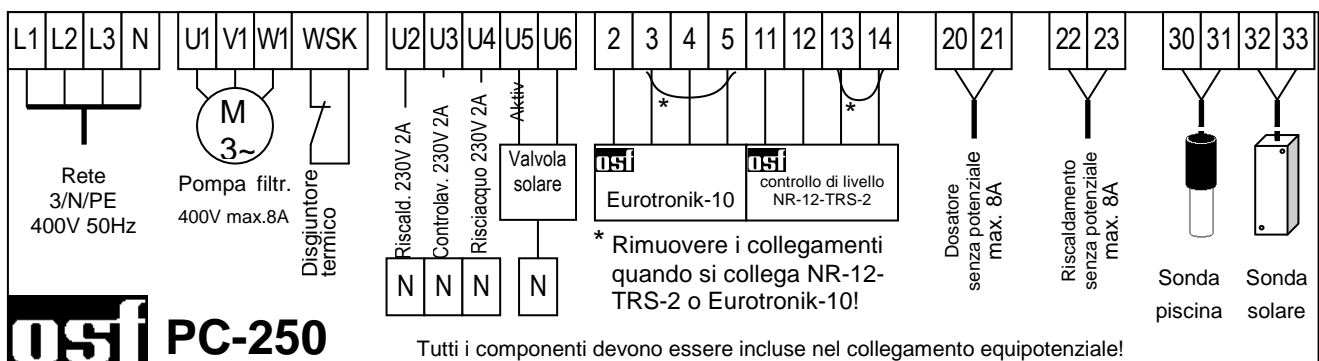 L1 L2 L3 N U1 V1 W1 WSK U2 U3 U4 U5 U6 2 3 4 5 11 12 13 14 20 21 22 23 30 31 32 33
Rete
3/N/PE
400V 50Hz
M
3~
Pompa filtr.
400V max.8A
Disgiuntore
termico
Riscald. 230V 2A
Controlav. 230V 2A
Risciacquo 230V 2A
Aktiv
Valvola
solare
N N N N
*
*
osf
Eurotronik-10
osf
controllo di livello
NR-12-TRS-2
* Rimuovere i collegamenti
quando si collega NR-12-
TRS-2 o Eurotronik-10!
Dosatore
senza potenziale
max. 8A
Riscaldamento
senza potenziale
max. 8A
Sonda
piscina
Sonda
solare
osf PC-250
Tutti i componenti devono essere incluse nel collegamento equipotenziale!